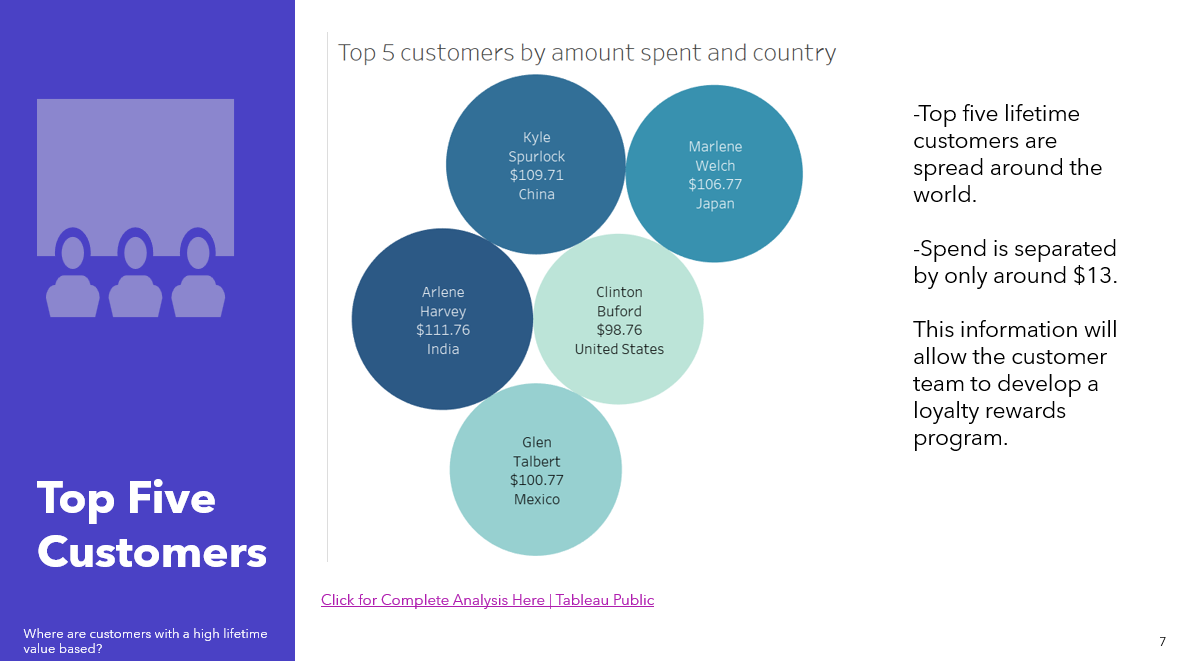 Top Five
Customers
Where are customers with a high lifetime
value based?
Top 5 customers by amount spent and country
Kyle
Spurlock
$109.71
China
Marlene
Welch
$106.77
Japan
Arlene
Harvey
$111.76
India
Clinton
Buford
$98.76
United States
Glen
Talbert
$100.77
Mexico
Click for Complete Analysis Here | Tableau Public
-Top five lifetime
customers are
spread around the
world.
-Spend is separated
by only around $13.
This information will
allow the customer
team to develop a
loyalty rewards
program.
7